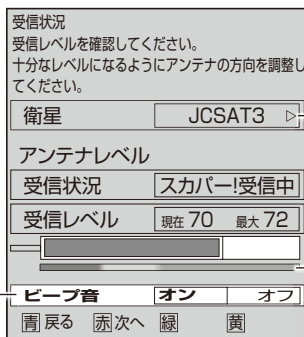 受信状況
受信レベルを確認してください。
十分なレベルになるようにアンテナの方向を調整し
てください。
衛星 JCSAT3
アンテナレベル
受信状況 スカパー!受信中
受信レベル 現在 70 最大 72
ビープ音 オン オフ
青 戻る 赤 次へ 緑 黄